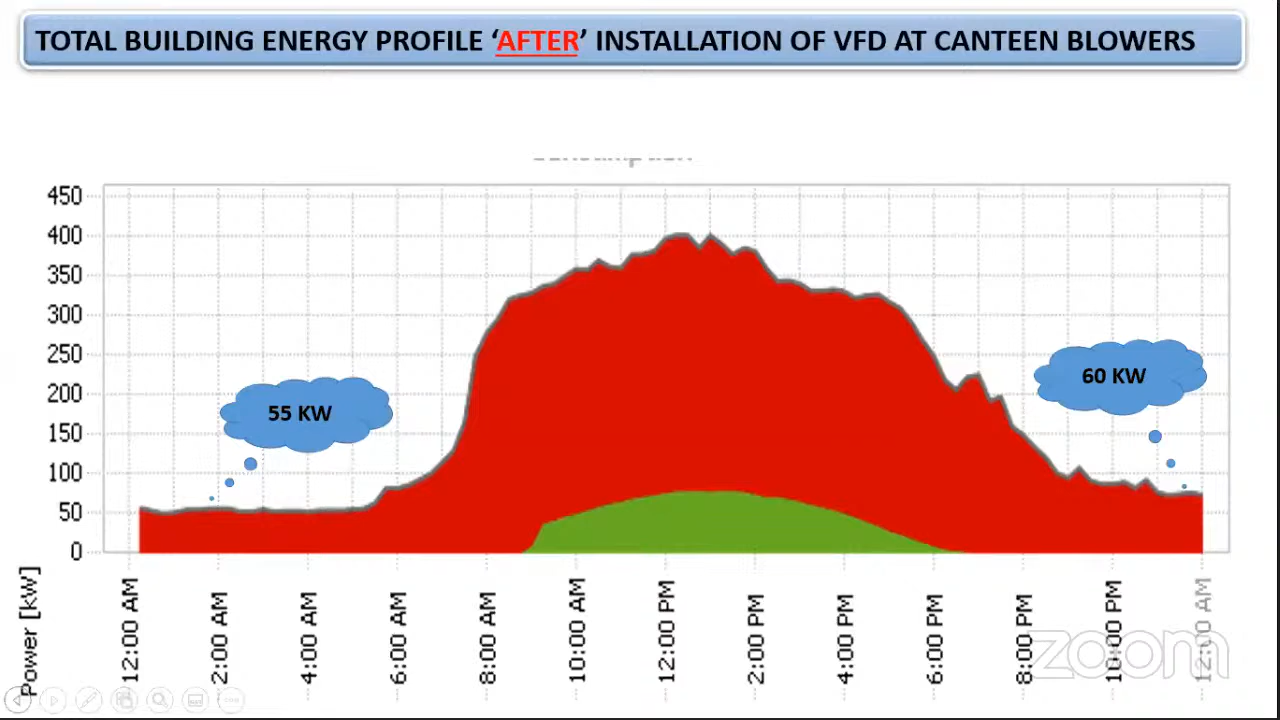 TOTAL BUILDING ENERGY PROFILE ‘AFTER’ INSTALLATION OF VFD AT CANTEEN BLOWERS
450
400
350
300
250
200
150
100
50
0
55 KW
60 KW
Power [kW]
12:00 AM
2:00 AM
4:00 AM
6:00 AM
8:00 AM
10:00 AM
12:00 PM
2:00 PM
4:00 PM
6:00 PM
8:00 PM
10:00 PM
12:00 AM
zoom